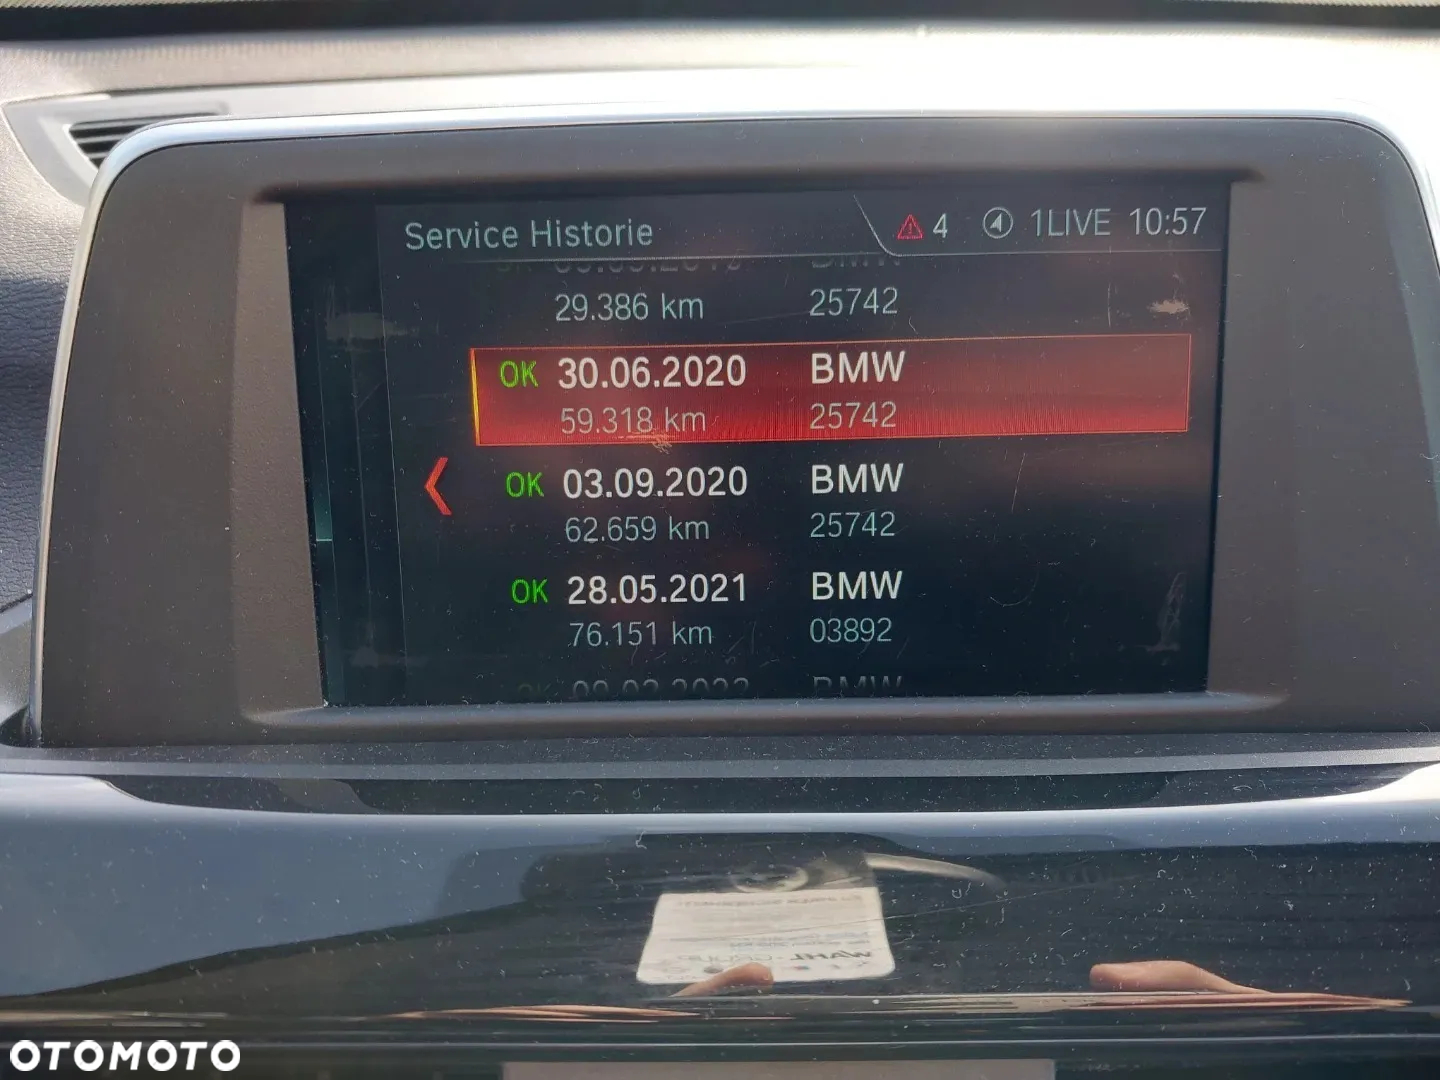 Service Historie
4 1LIVE 10:57
29.386 km 25742
OK 30.06.2020 BMW
59.318 km 25742
OK 03.09.2020 BMW
62.659 km 25742
OK 28.05.2021 BMW
76.151 km 03892
OTOMOTO